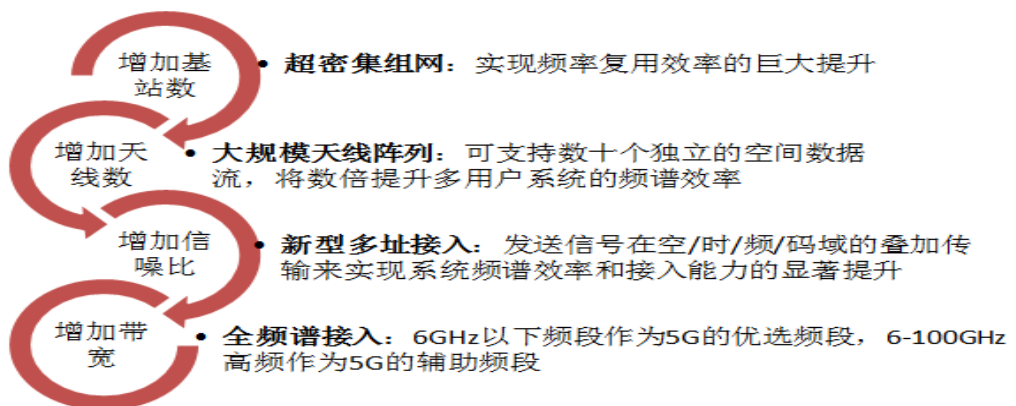 增加基
站数
• 超密集组网：实现频率复用效率的巨大提升
增加天
线数
• 大规模天线阵列：可支持数十个独立的空间数据
流，将数倍提升多用户系统的频谱效率
增加信
噪比
• 新型多址接入：发送信号在空/时/频/码域的叠加传
输来实现系统频谱效率和接入能力的显著提升
增加带
宽
• 全频谱接入：6GHz以下频段作为5G的优选频段，6-100GHz
高频作为5G的辅助频段